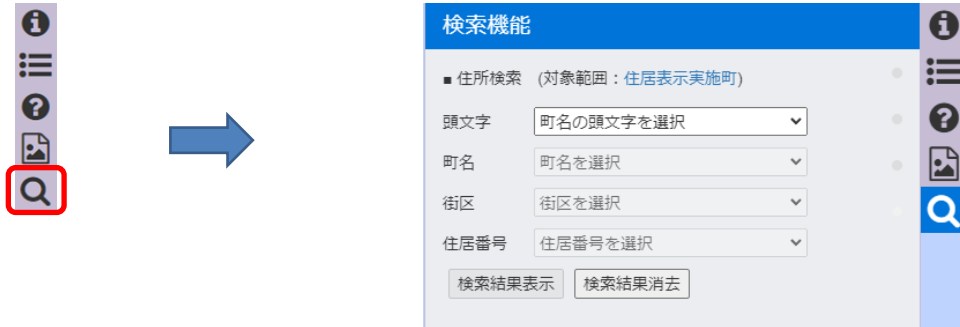 検索機能
■ 住所検索 (対象範囲：住居表示実施町)
頭文字 町名の頭文字を選択
町名 町名を選択
街区 街区を選択
住居番号 住居番号を選択
検索結果表示 検索結果消去